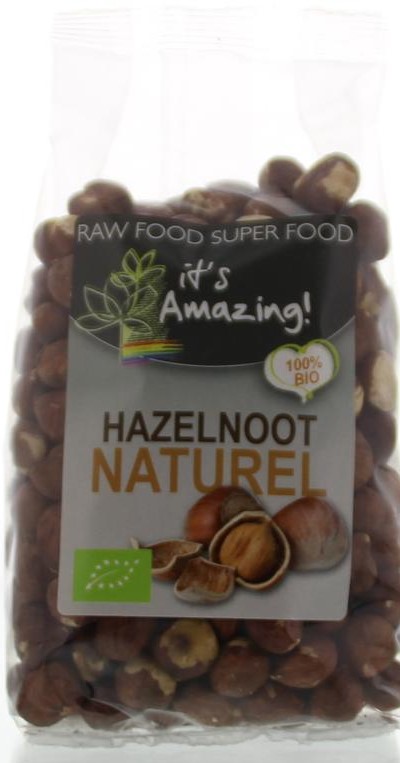 RAW FOOD SUPER FOOD
it's
Amazing!
100%
BIO
HAZELNOOT
NATUREL